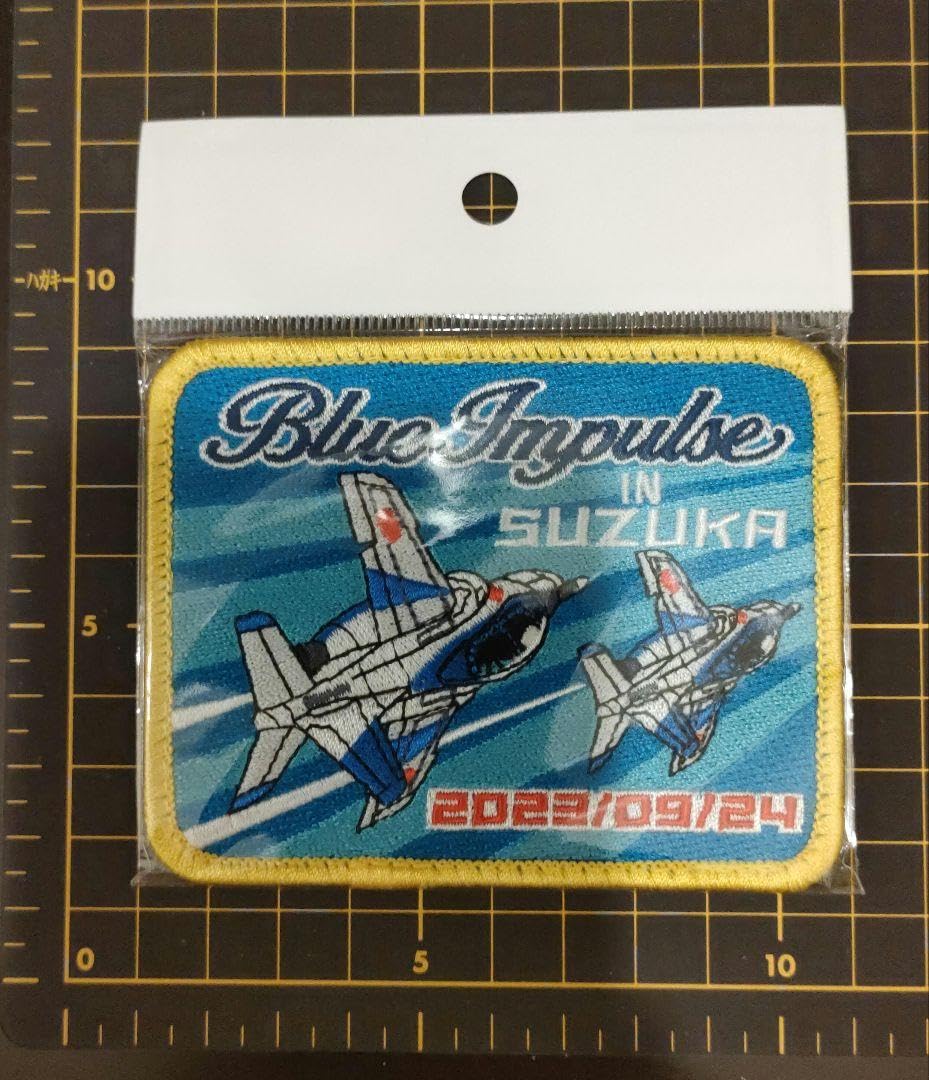 Blue Impulse
IN
SUZUKA
2022/09/24
ハガキ 10
5
0 5 10